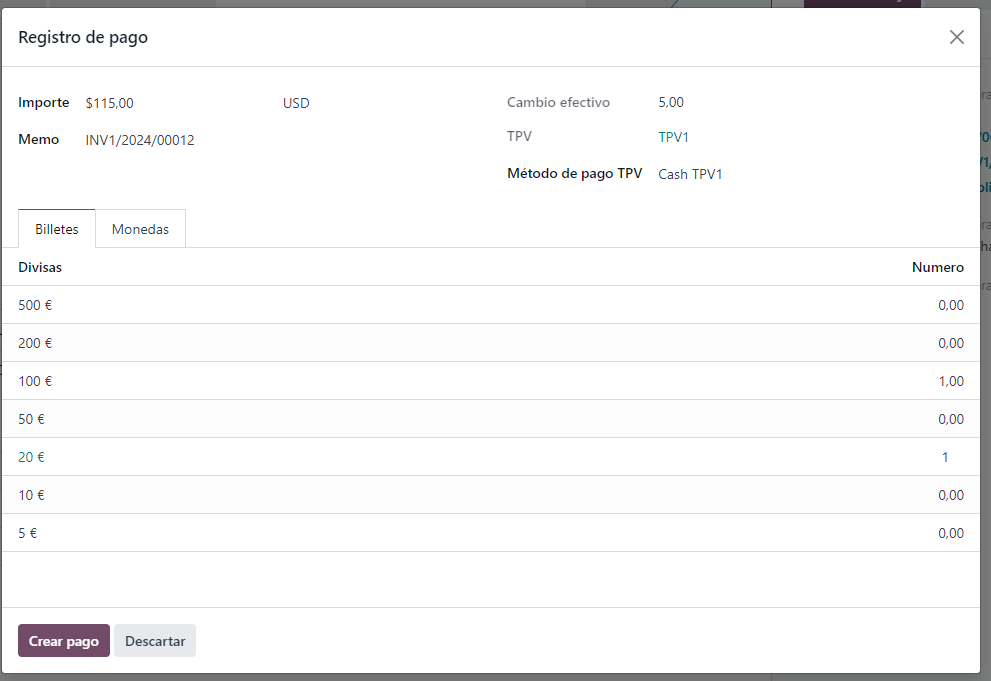 Registro de pago
Importe $115,00 USD
Memo INV1/2024/00012
Cambio efectivo 5,00
TPV TPV1
Método de pago TPV Cash TPV1
Billetes Monedas
Divisas Numero
500 € 0,00
200 € 0,00
100 € 1,00
50 € 0,00
20 € 1
10 € 0,00
5 € 0,00
Crear pago Descartar